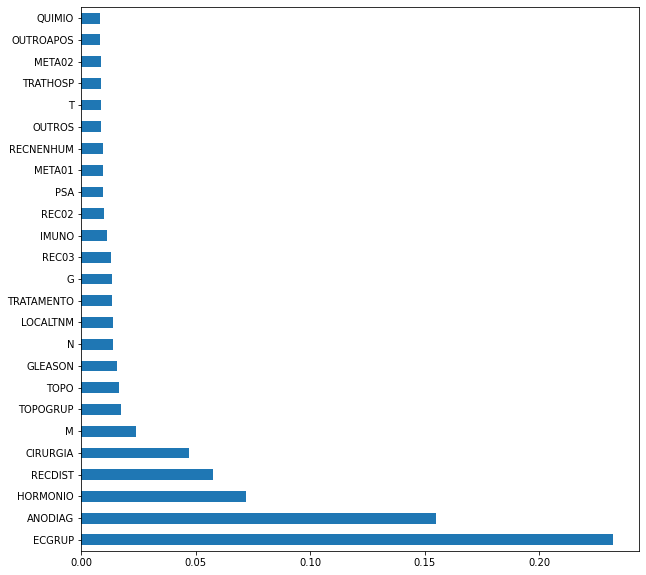 QUIMIO
OUTROAPOS
META02
TRATHOSP
T
OUTROS
RECNENHUM
META01
PSA
REC02
IMUNO
REC03
G
TRATAMENTO
LOCALTNM
N
GLEASON
TOPO
TOPOGRUP
M
CIRURGIA
RECDIST
HORMONIO
ANODIAG
ECGRUP
0.00 0.05 0.10 0.15 0.20